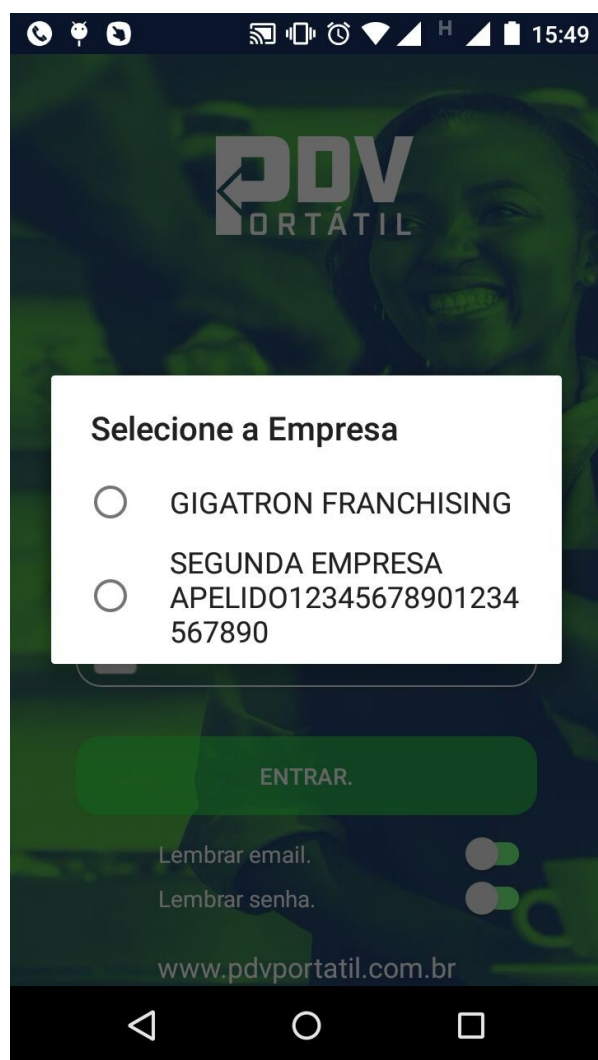 H 15:49
PDV
PORTÁTIL
Selecione a Empresa
GIGATRON FRANCHISING
SEGUNDA EMPRESA
APELIDO12345678901234
567890
ENTRAR.
Lembrar email.
Lembrar senha.
www.pdvportatil.com.br